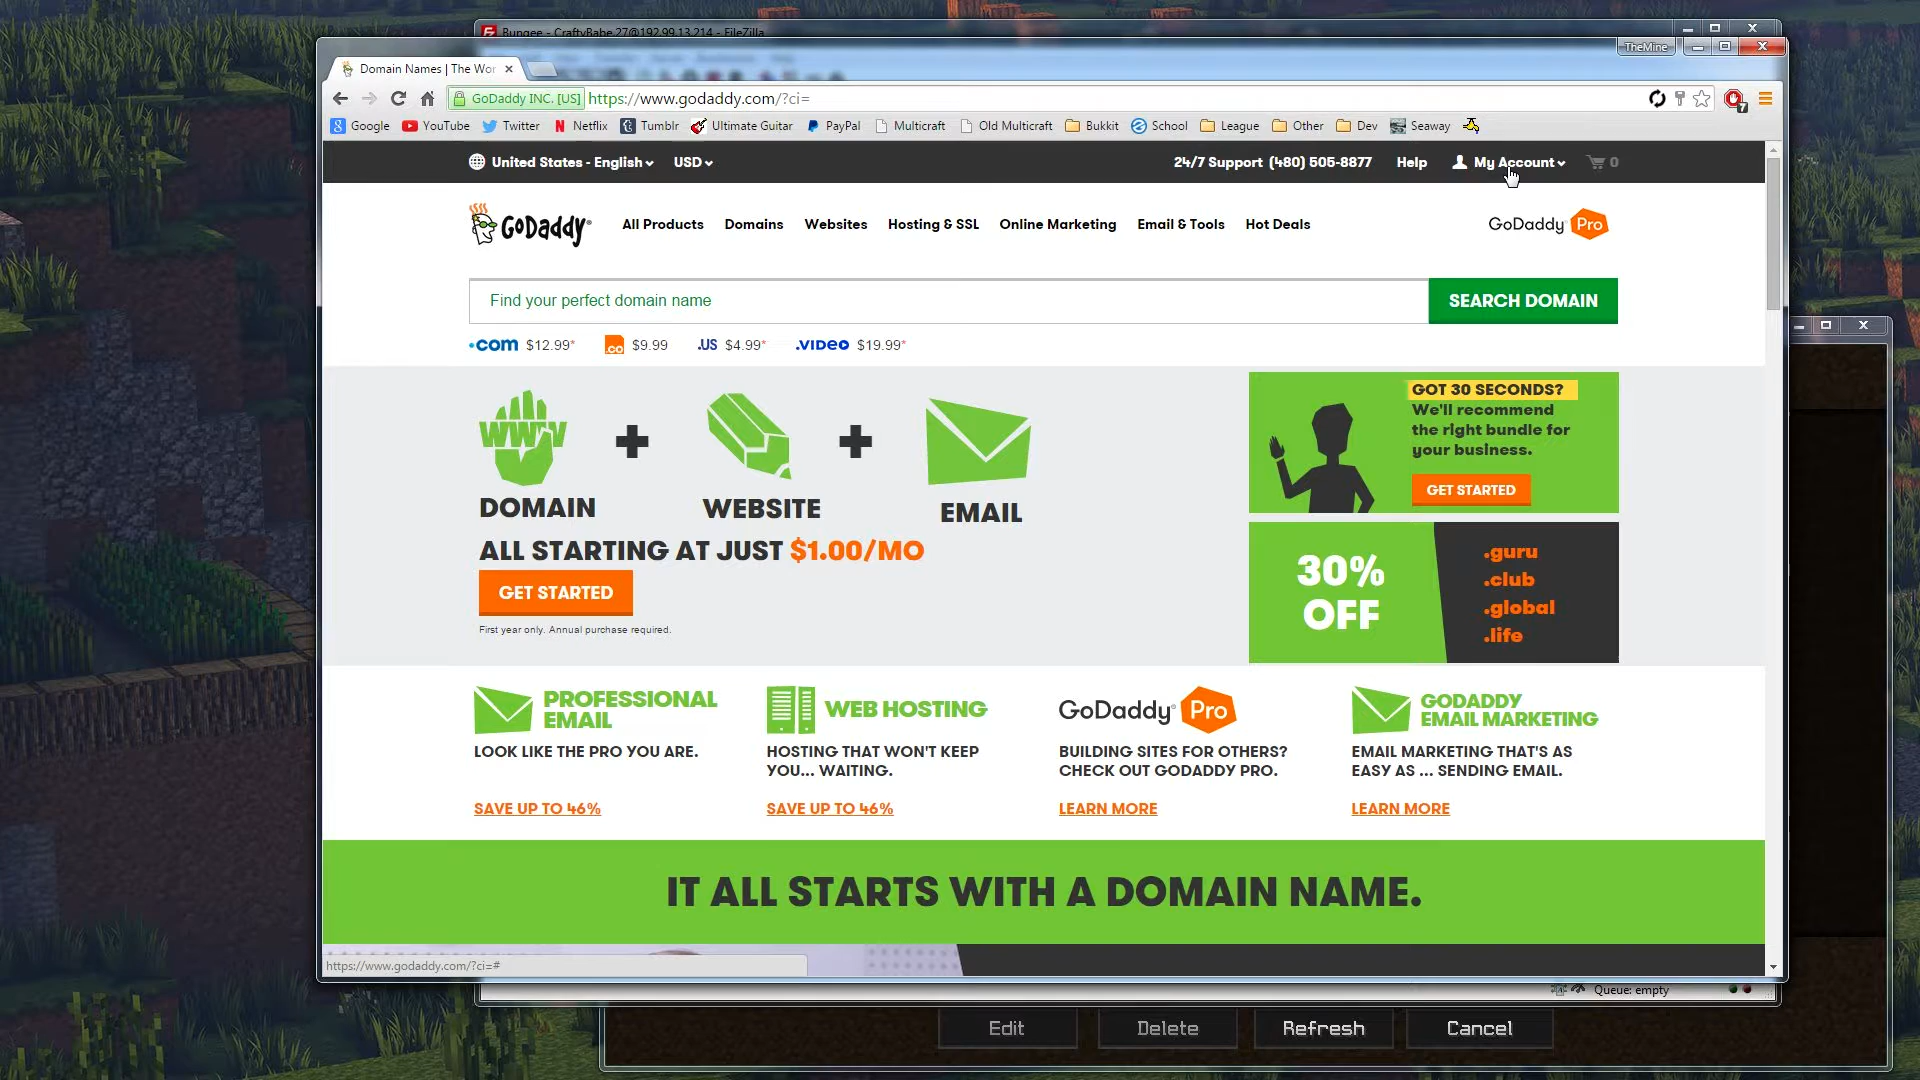 Bungee - CraftyBabe.27@192.99.13.214 - FileZilla
TheMine
Domain Names | The Wor
GoDaddy INC. [US] https://www.godaddy.com/?ci=
Google YouTube Twitter Netflix Tumblr Ultimate Guitar PayPal Multicraft Old Multicraft Bukkit School League Other Dev Seaway
United States - English USD 24/7 Support (480) 505-8877 Help My Account 0
GoDaddy All Products Domains Websites Hosting & SSL Online Marketing Email & Tools Hot Deals GoDaddy Pro
Find your perfect domain name SEARCH DOMAIN
.com $12.99* .co $9.99 .US $4.99* .VIDEO $19.99*
WWW
DOMAIN + WEBSITE + EMAIL
ALL STARTING AT JUST $1.00/MO
GET STARTED
First year only. Annual purchase required.
GOT 30 SECONDS?
We'll recommend
the right bundle for
your business.
GET STARTED
30%
OFF
.guru
.club
.global
.life
PROFESSIONAL
EMAIL
LOOK LIKE THE PRO YOU ARE.
SAVE UP TO 46%
WEB HOSTING
HOSTING THAT WON'T KEEP
YOU... WAITING.
SAVE UP TO 46%
GoDaddy Pro
BUILDING SITES FOR OTHERS?
CHECK OUT GODADDY PRO.
LEARN MORE
GODADDY
EMAIL MARKETING
EMAIL MARKETING THAT'S AS
EASY AS ... SENDING EMAIL.
LEARN MORE
IT ALL STARTS WITH A DOMAIN NAME.
https://www.godaddy.com/?ci=#
Queue: empty
Edit Delete Refresh Cancel